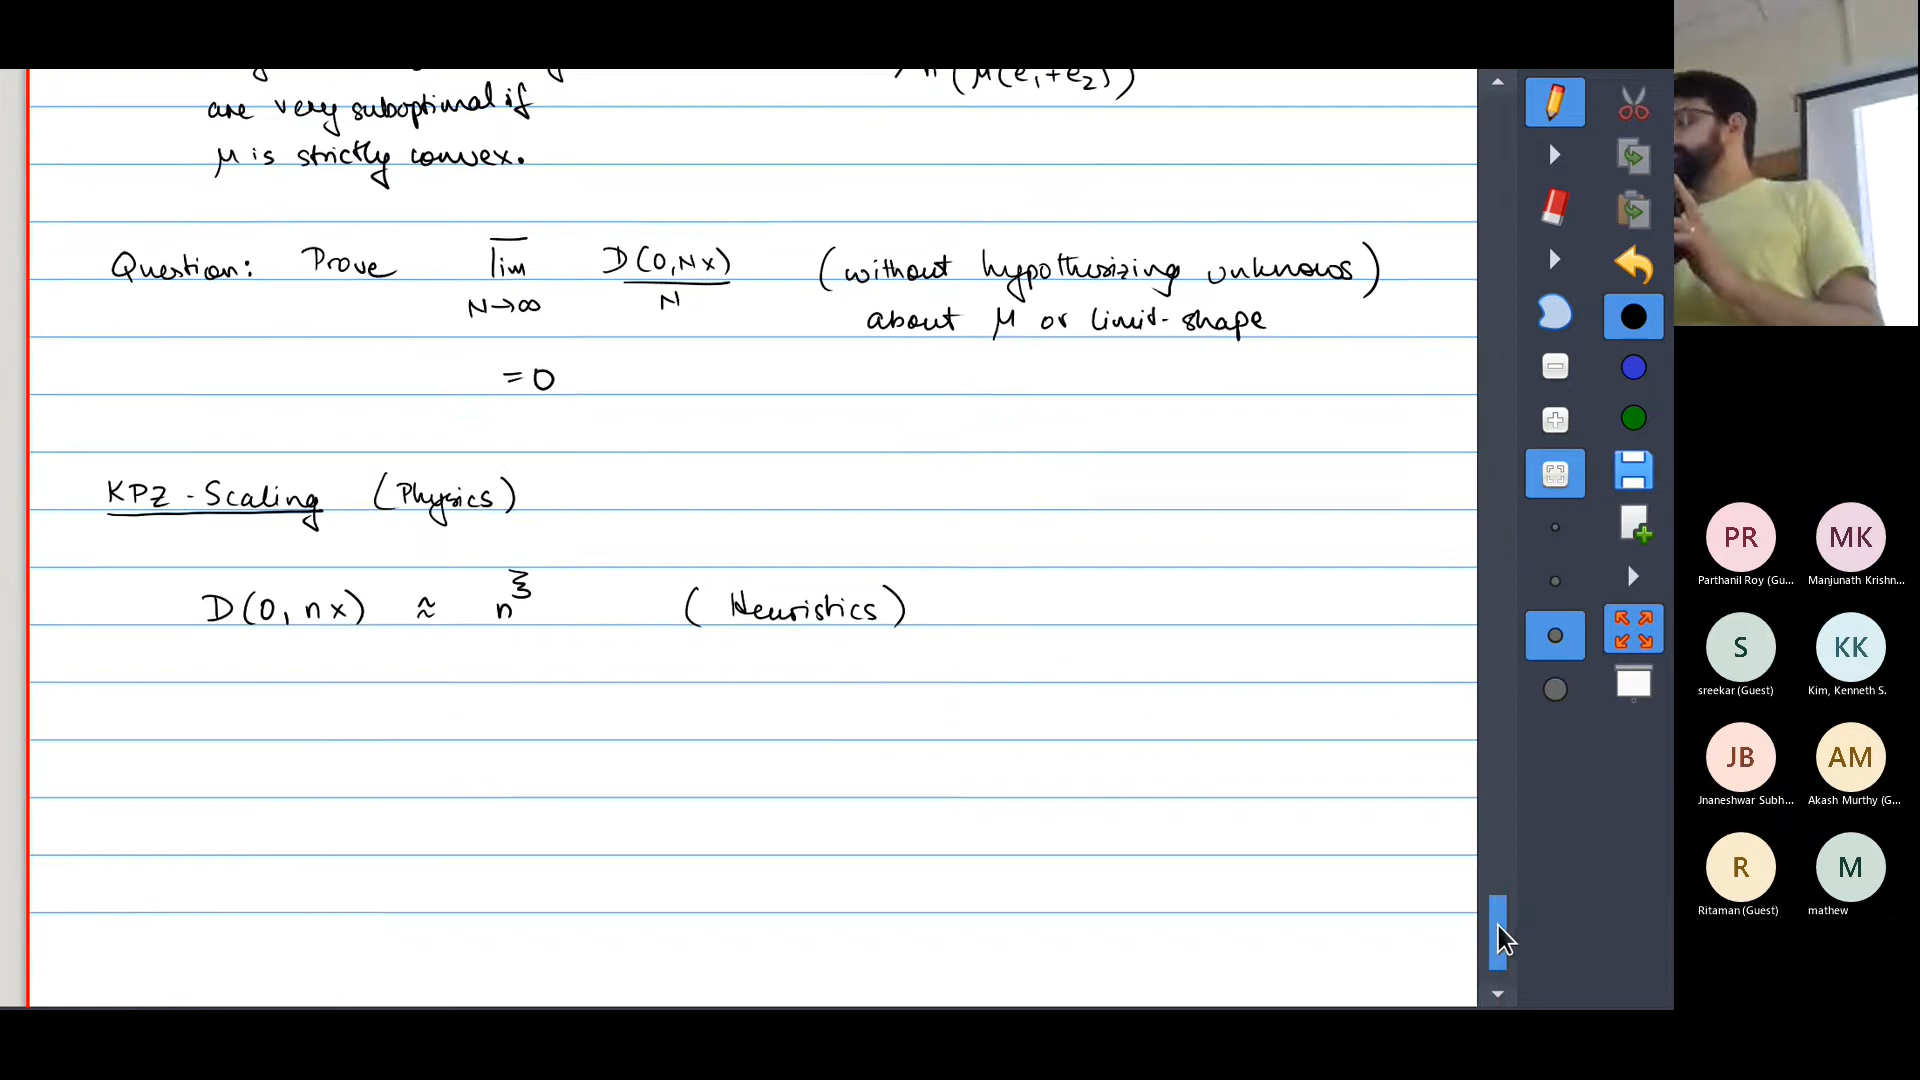 μ(e₁+e₂))
are very suboptimal if
μ is strictly convex.
Question: Prove lim N→∞ D(0,Nx) / N (without hypothesizing unknowns)
about μ or limit-shape
= 0
KPZ-Scaling (Physics)
D(0, nx) ≈ n^ξ (Heuristics)
PR
MK
Parthanil Roy (Gu...
Manjunath Krishn...
S
KK
sreekar (Guest)
Kim, Kenneth S.
JB
AM
Jnaneshwar Subh...
Akash Murthy (G...
R
M
Ritaman (Guest)
mathew